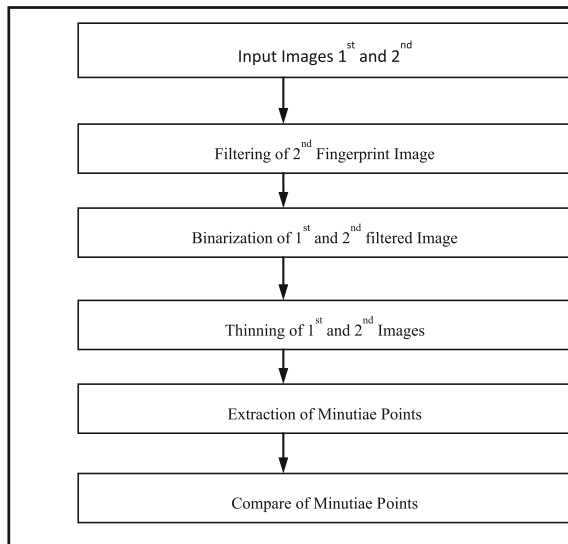 Input Images 1st and 2nd
Filtering of 2nd Fingerprint Image
Binarization of 1st and 2nd filtered Image
Thinning of 1st and 2nd Images
Extraction of Minutiae Points
Compare of Minutiae Points